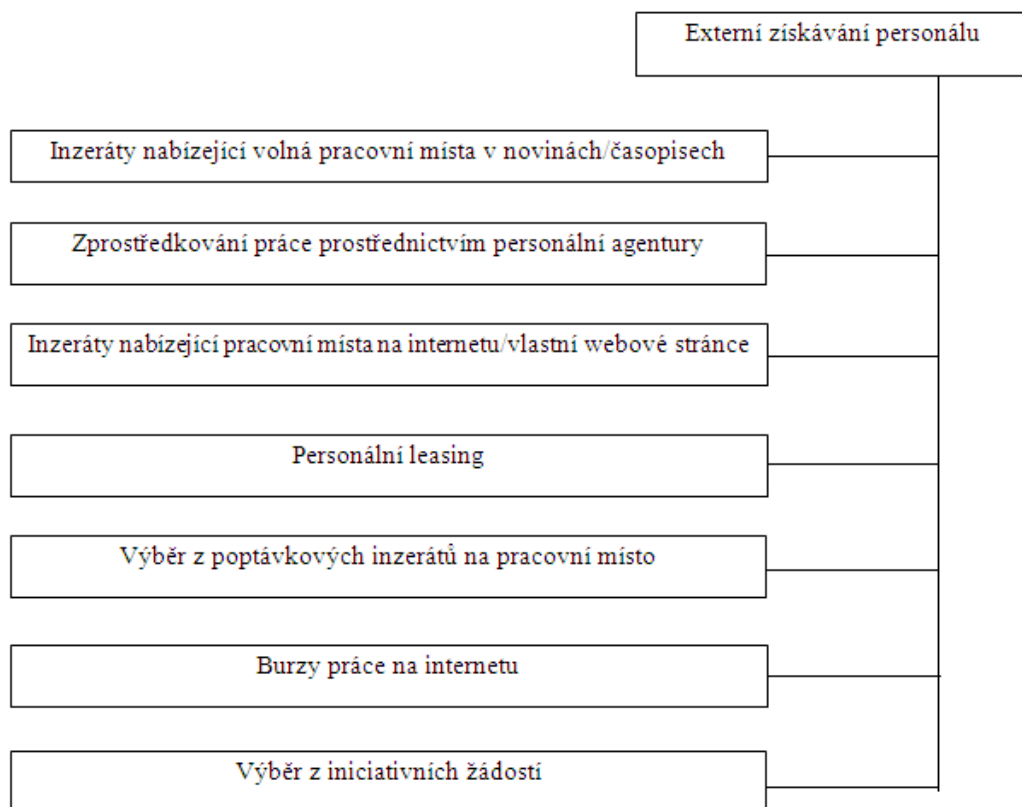 Externí získávání personálu
Inzeráty nabízející volná pracovní místa v novinách/časopisech
Zprostředkování práce prostřednictvím personální agentury
Inzeráty nabízející pracovní místa na internetu/vlastní webové stránce
Personální leasing
Výběr z poptávkových inzerátů na pracovní místo
Burzy práce na internetu
Výběr z iniciativních žádostí